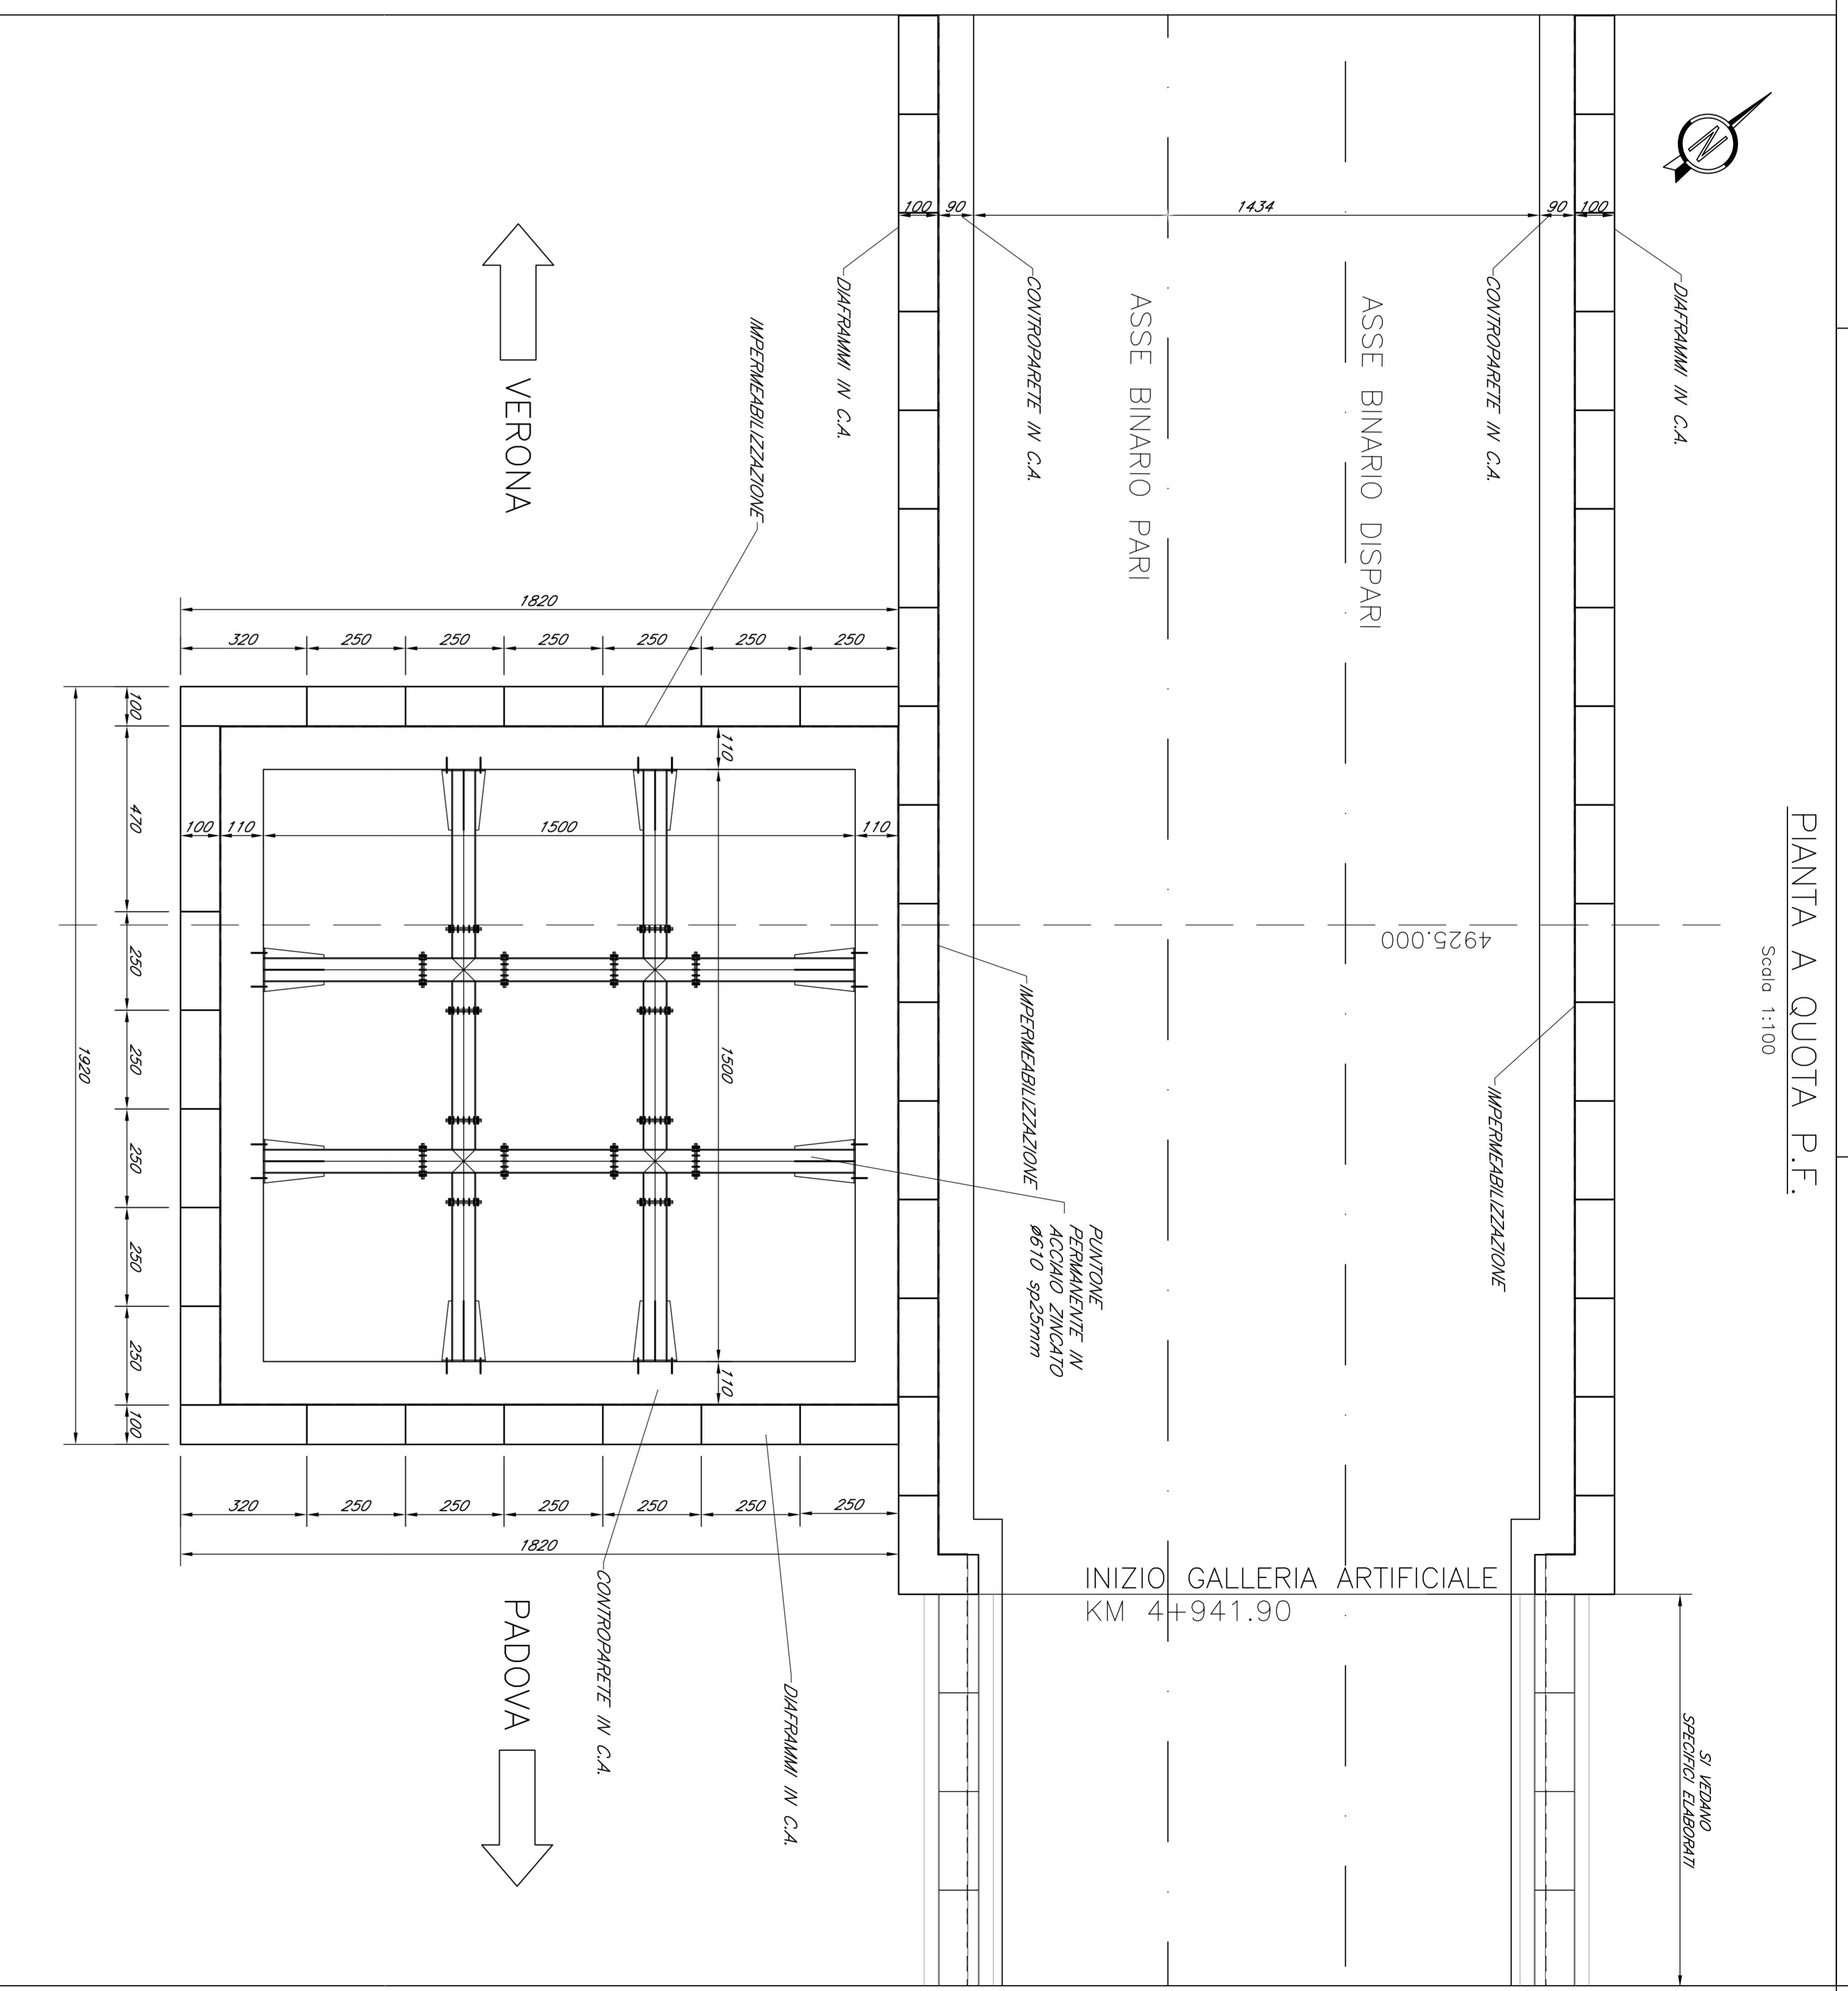 PIANTA A QUOTA P.F.
Scala 1:100
N
100
90
1434
90
100
DIAFRAMMI IN C.A.
CONTROPARETE IN C.A.
CONTROPARETE IN C.A.
DIAFRAMMI IN C.A.
ASSE BINARIO DISPARI
ASSE BINARIO PARI
IMPERMEABILIZZAZIONE
VERONA
1820
320
250
250
250
250
250
250
100
470
250
250
250
250
250
100
1920
110
1500
110
100
110
1500
110
4925.000
IMPERMEABILIZZAZIONE
IMPERMEABILIZZAZIONE
PUNTONE
PERMANENTE IN
ACCIAIO ZINCATO
ø610 sp25mm
320
250
250
250
250
250
250
1820
INIZIO GALLERIA ARTIFICIALE
KM 4+941.90
CONTROPARETE IN C.A.
DIAFRAMMI IN C.A.
PADOVA
SI VEDANO
SPECIFICI ELABORATI